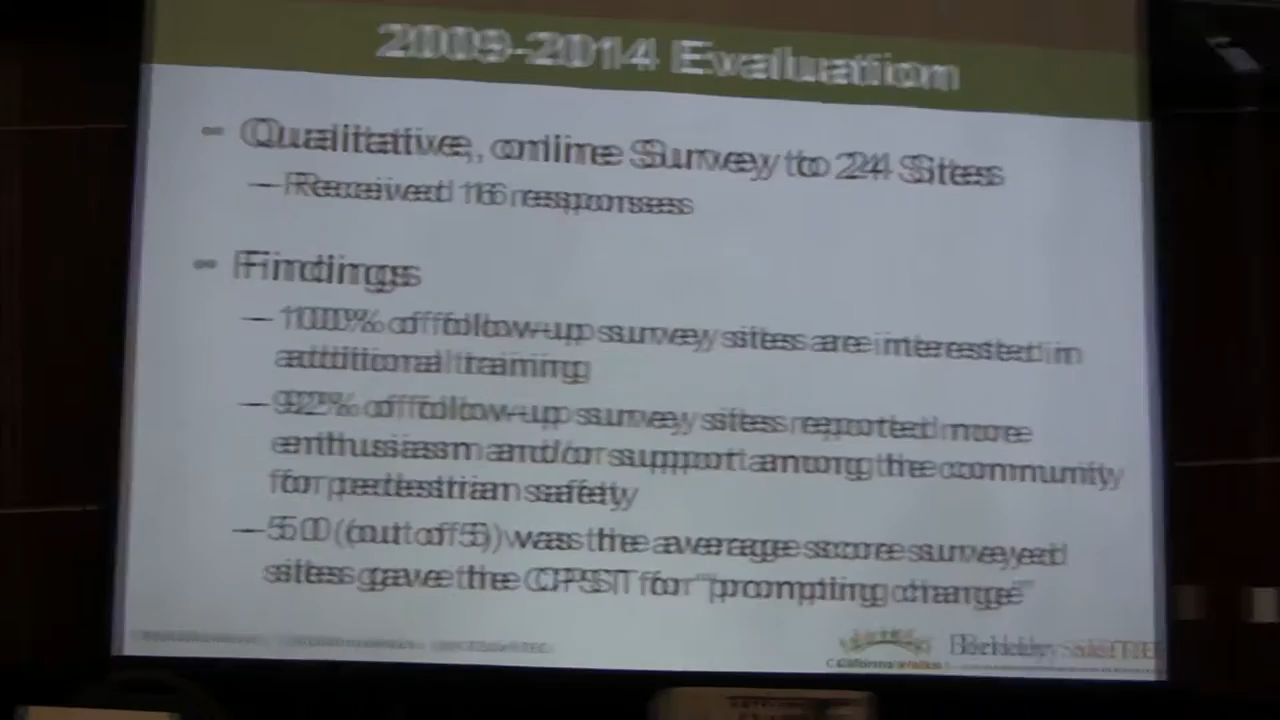 2009-2014 Evaluation
Qualitative, online Survey to 24 Sites
– Received 16 responses
Findings
– 100% of follow-up survey sites are interested in
additional training
– 92% of follow-up survey sites reported more
enthusiasm and/or support among the community
for pedestrian safety
– 5.0 (out of 5) was the average score surveyed
sites gave the CPST for "prompting change"
California Walks
Berkeley SafeTREC